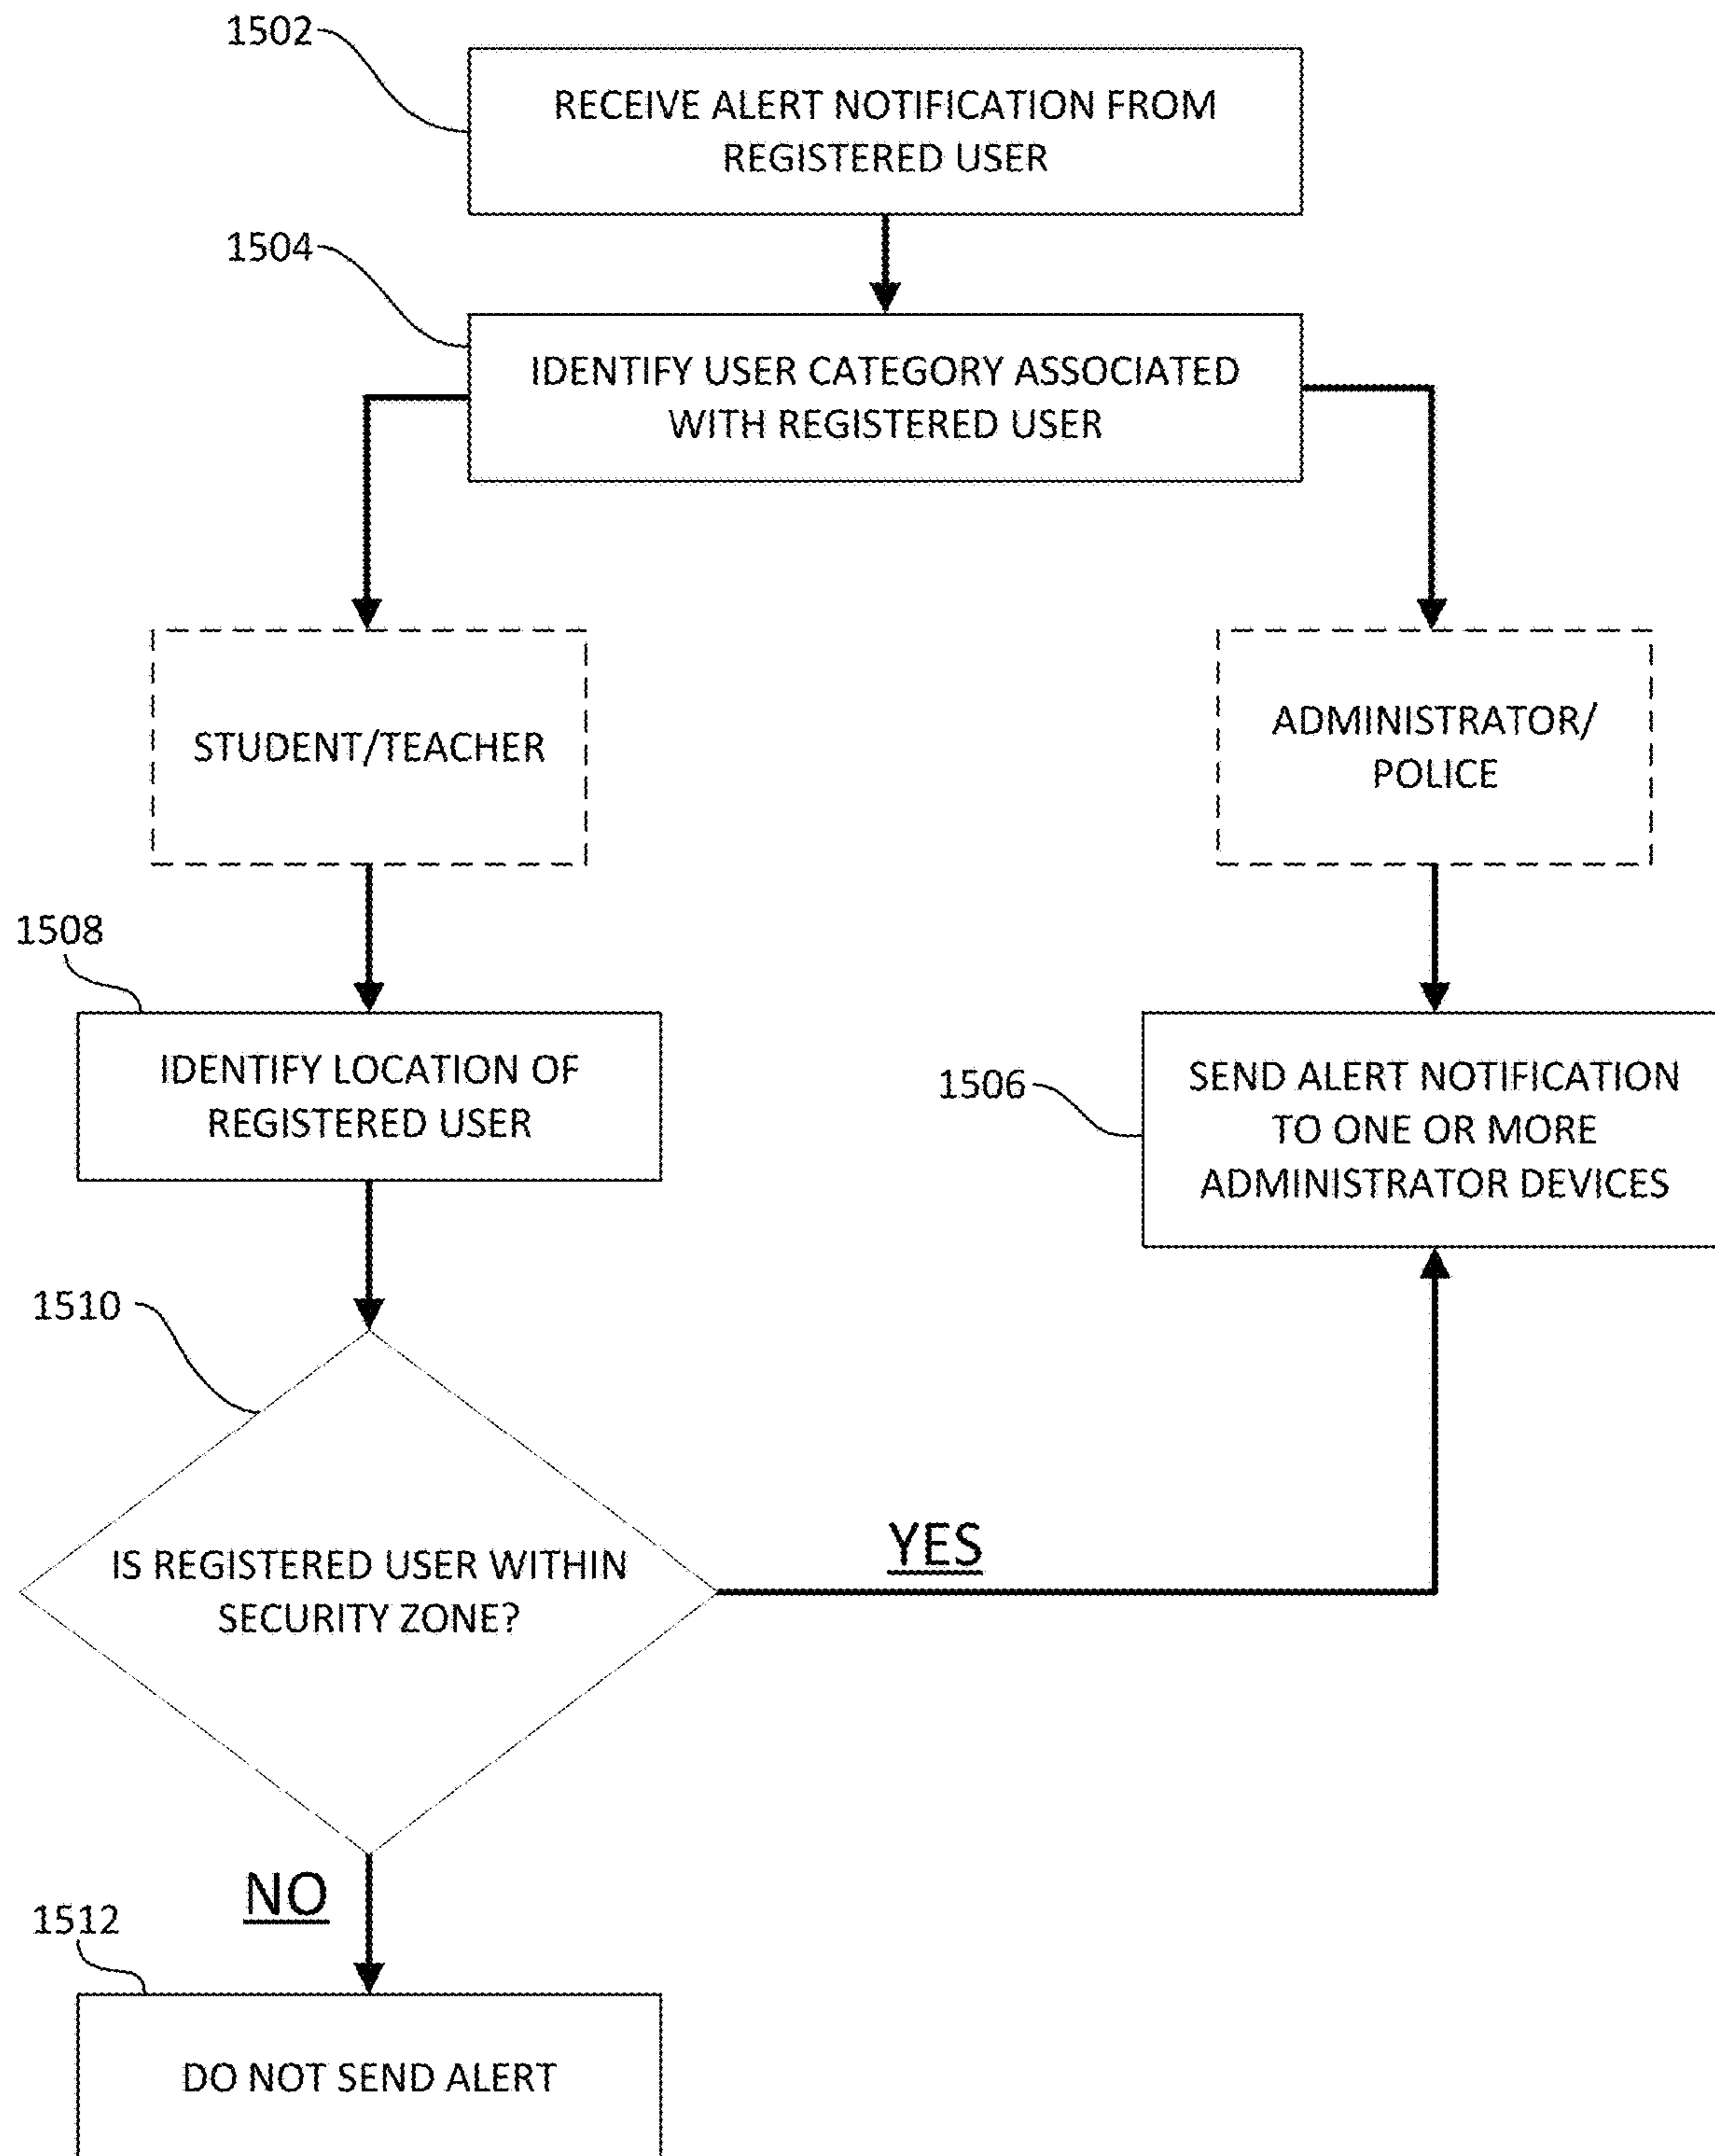 1502
RECEIVE ALERT NOTIFICATION FROM
REGISTERED USER
1504
IDENTIFY USER CATEGORY ASSOCIATED
WITH REGISTERED USER
STUDENT/TEACHER
ADMINISTRATOR/
POLICE
1508
IDENTIFY LOCATION OF
REGISTERED USER
1506
SEND ALERT NOTIFICATION
TO ONE OR MORE
ADMINISTRATOR DEVICES
1510
IS REGISTERED USER WITHIN
SECURITY ZONE?
YES
NO
1512
DO NOT SEND ALERT